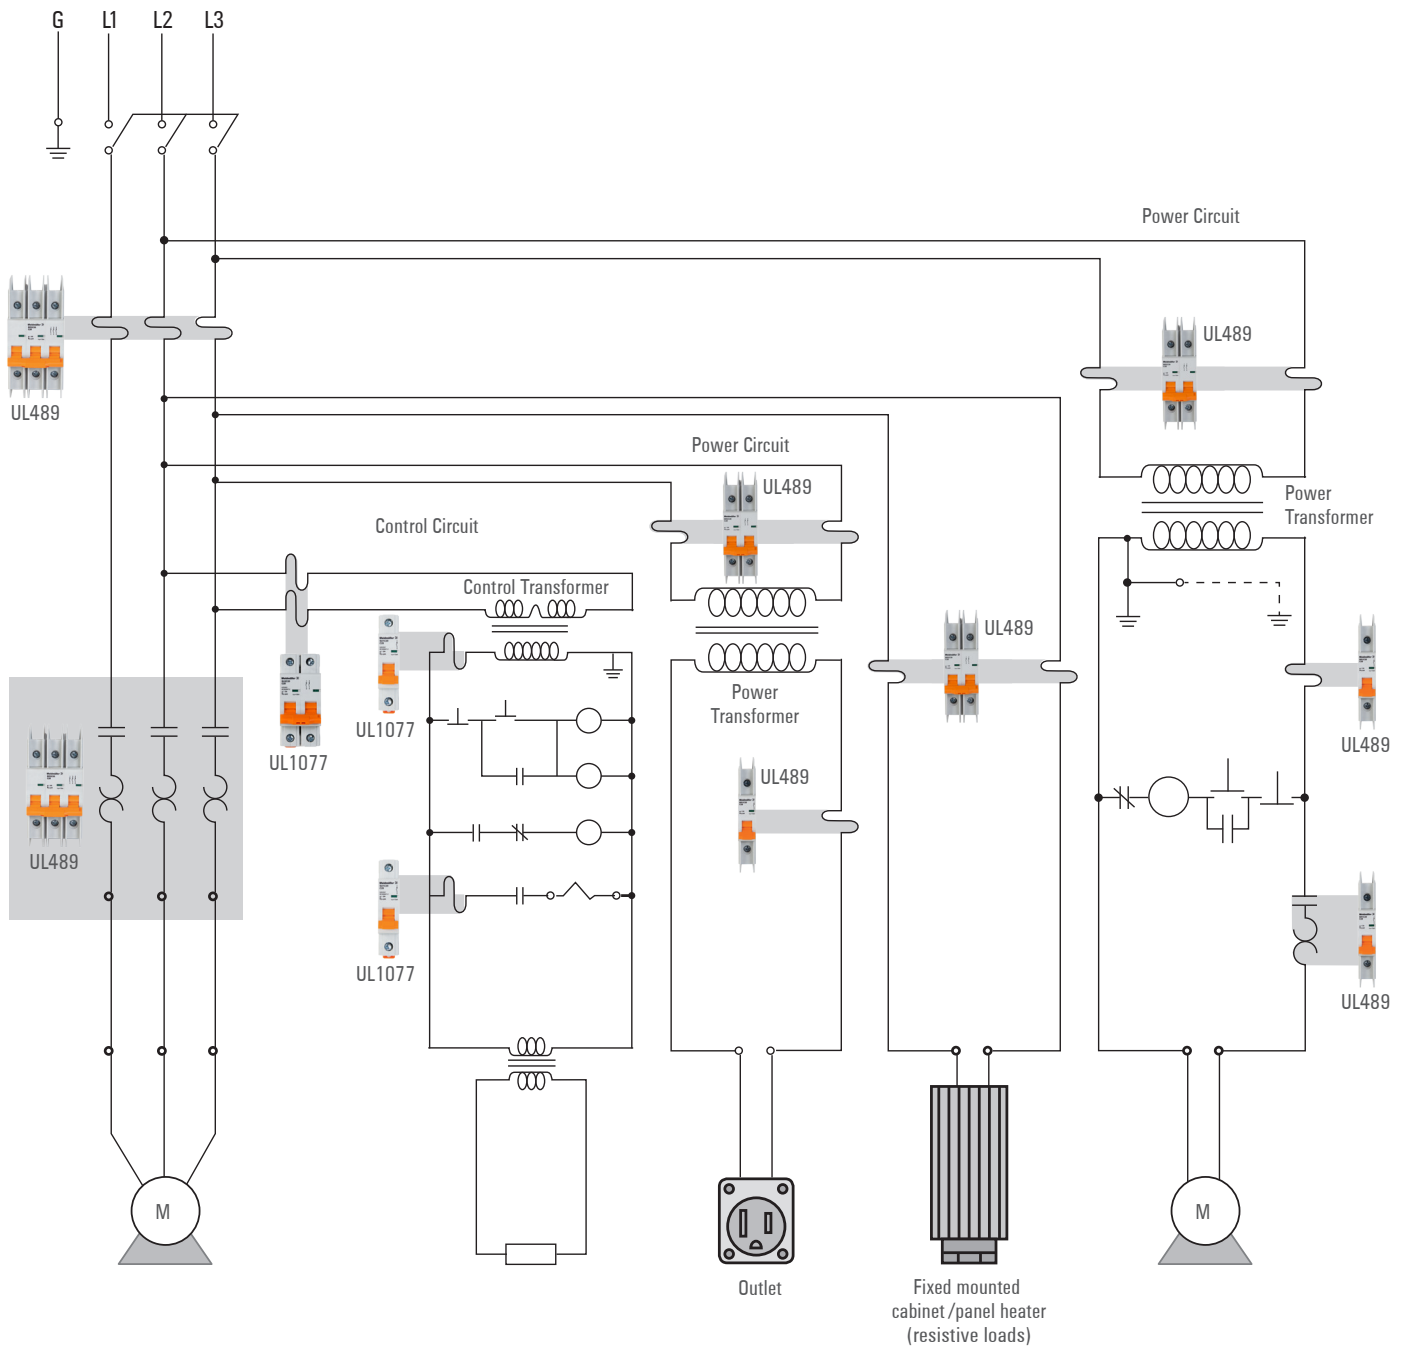 G L1 L2 L3
Power Circuit
UL489
UL489
Power Circuit
UL489
Power
Transformer
Control Circuit
Control Transformer
UL489
UL1077
Power
Transformer
UL1077
UL489
UL489
UL489
UL1077
UL489
M
M
Outlet
Fixed mounted
cabinet/panel heater
(resistive loads)